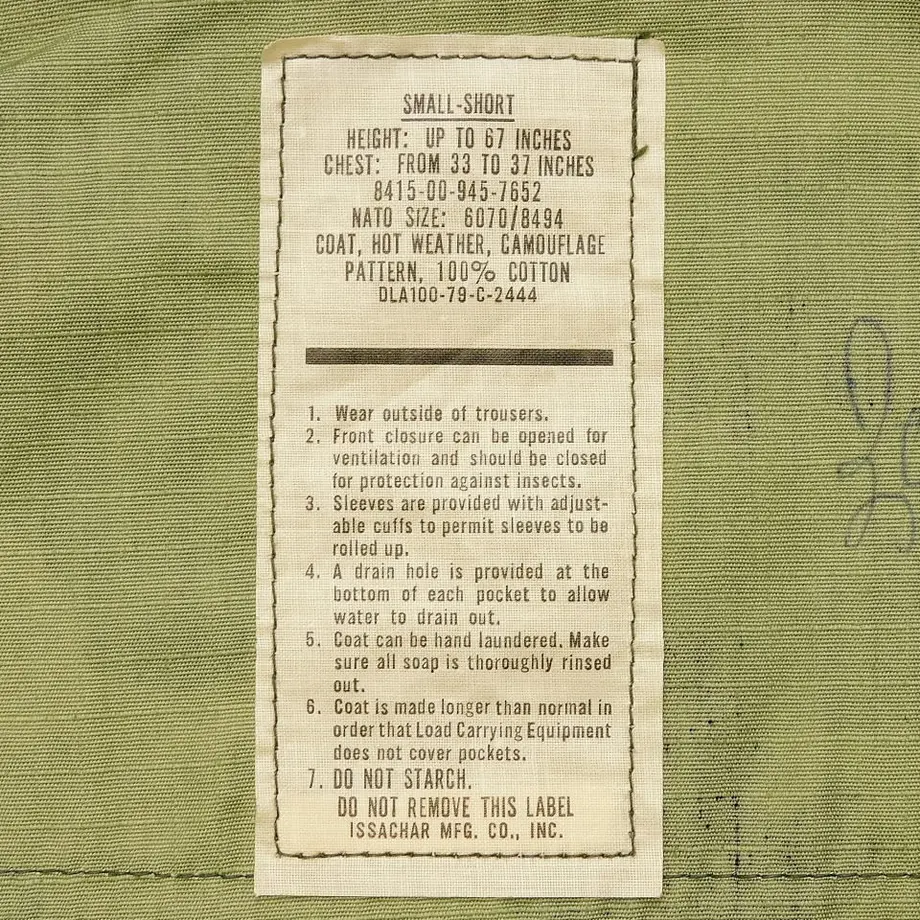 SMALL-SHORT
HEIGHT: UP TO 67 INCHES
CHEST: FROM 33 TO 37 INCHES
8415-00-945-7652
NATO SIZE: 6070/8494
COAT, HOT WEATHER, CAMOUFLAGE
PATTERN, 100% COTTON
DLA100-79-C-2444
1. Wear outside of trousers.
2. Front closure can be opened for
ventilation and should be closed
for protection against insects.
3. Sleeves are provided with adjust-
able cuffs to permit sleeves to be
rolled up.
4. A drain hole is provided at the
bottom of each pocket to allow
water to drain out.
5. Coat can be hand laundered. Make
sure all soap is thoroughly rinsed
out.
6. Coat is made longer than normal in
order that Load Carrying Equipment
does not cover pockets.
7. DO NOT STARCH.
DO NOT REMOVE THIS LABEL
ISSACHAR MFG. CO., INC.